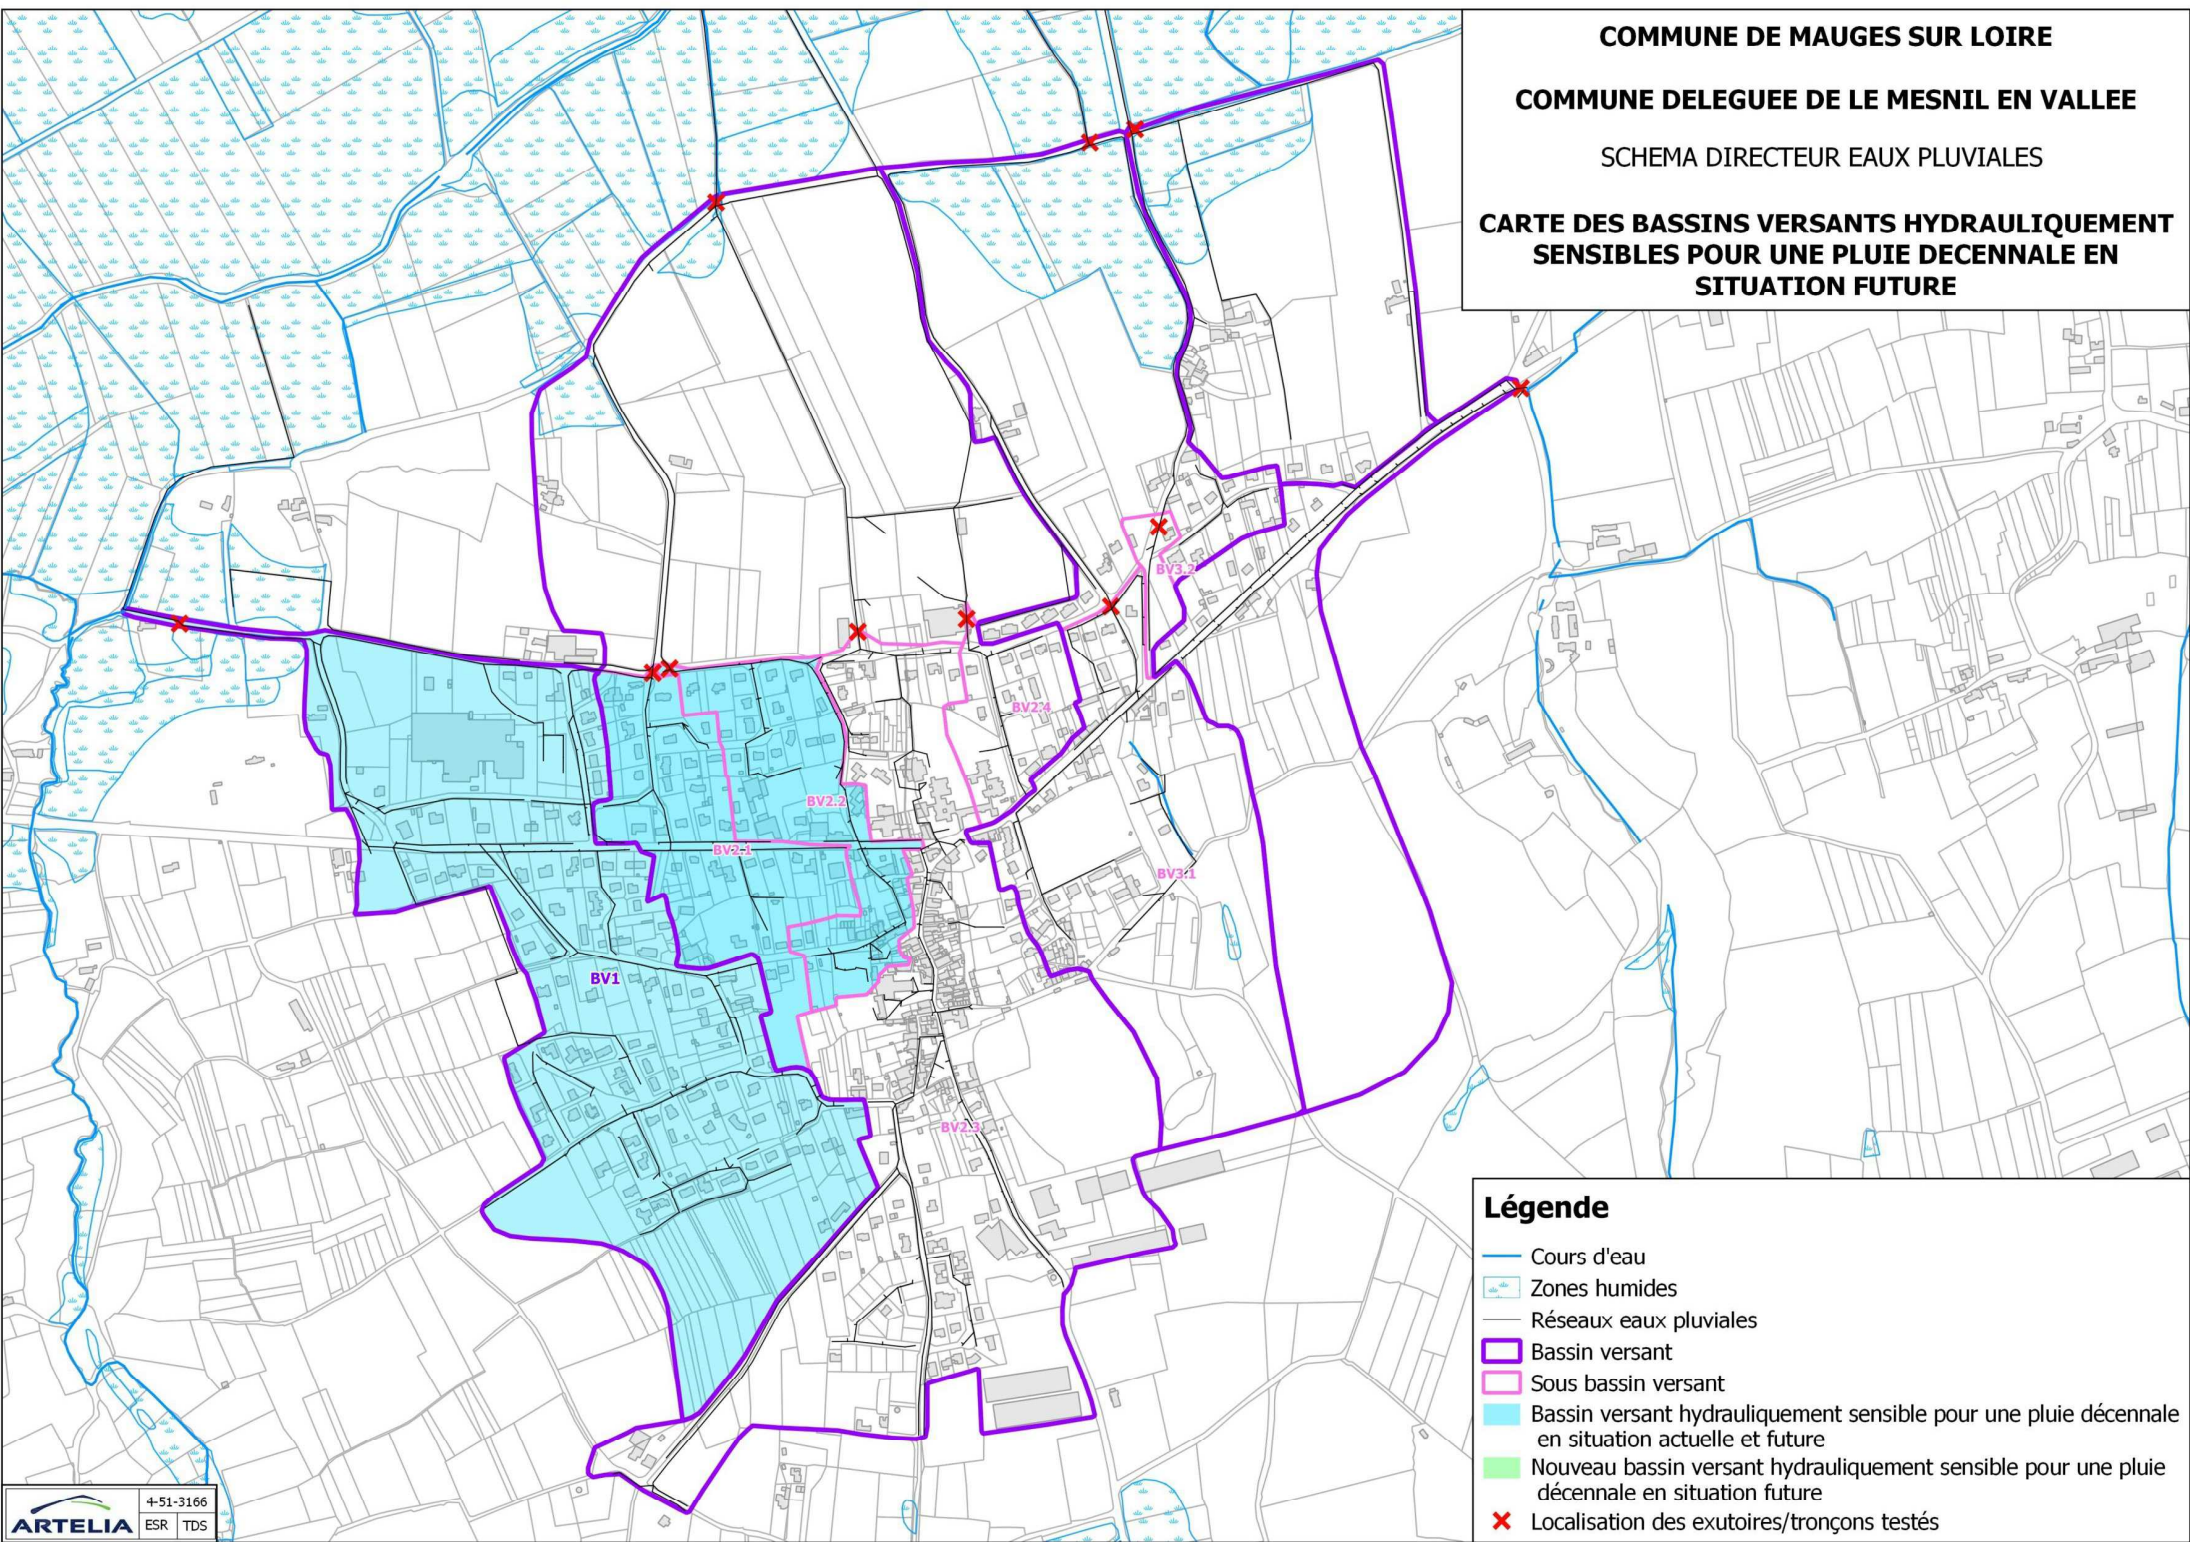 COMMUNE DE MAUGES SUR LOIRE
COMMUNE DELEGUEE DE LE MESNIL EN VALLEE
SCHEMA DIRECTEUR EAUX PLUVIALES
CARTE DES BASSINS VERSANTS HYDRAULIQUEMENT
SENSIBLES POUR UNE PLUIE DECENNALE EN
SITUATION FUTURE
BV3.2
BV2.4
BV2.2
BV2.1
BV3.1
BV1
BV2.3
Légende
Cours d'eau
Zones humides
Réseaux eaux pluviales
Bassin versant
Sous bassin versant
Bassin versant hydrauliquement sensible pour une pluie décennale
en situation actuelle et future
Nouveau bassin versant hydrauliquement sensible pour une pluie
décennale en situation future
Localisation des exutoires/tronçons testés
ARTELIA
4-51-3166
ESR TDS